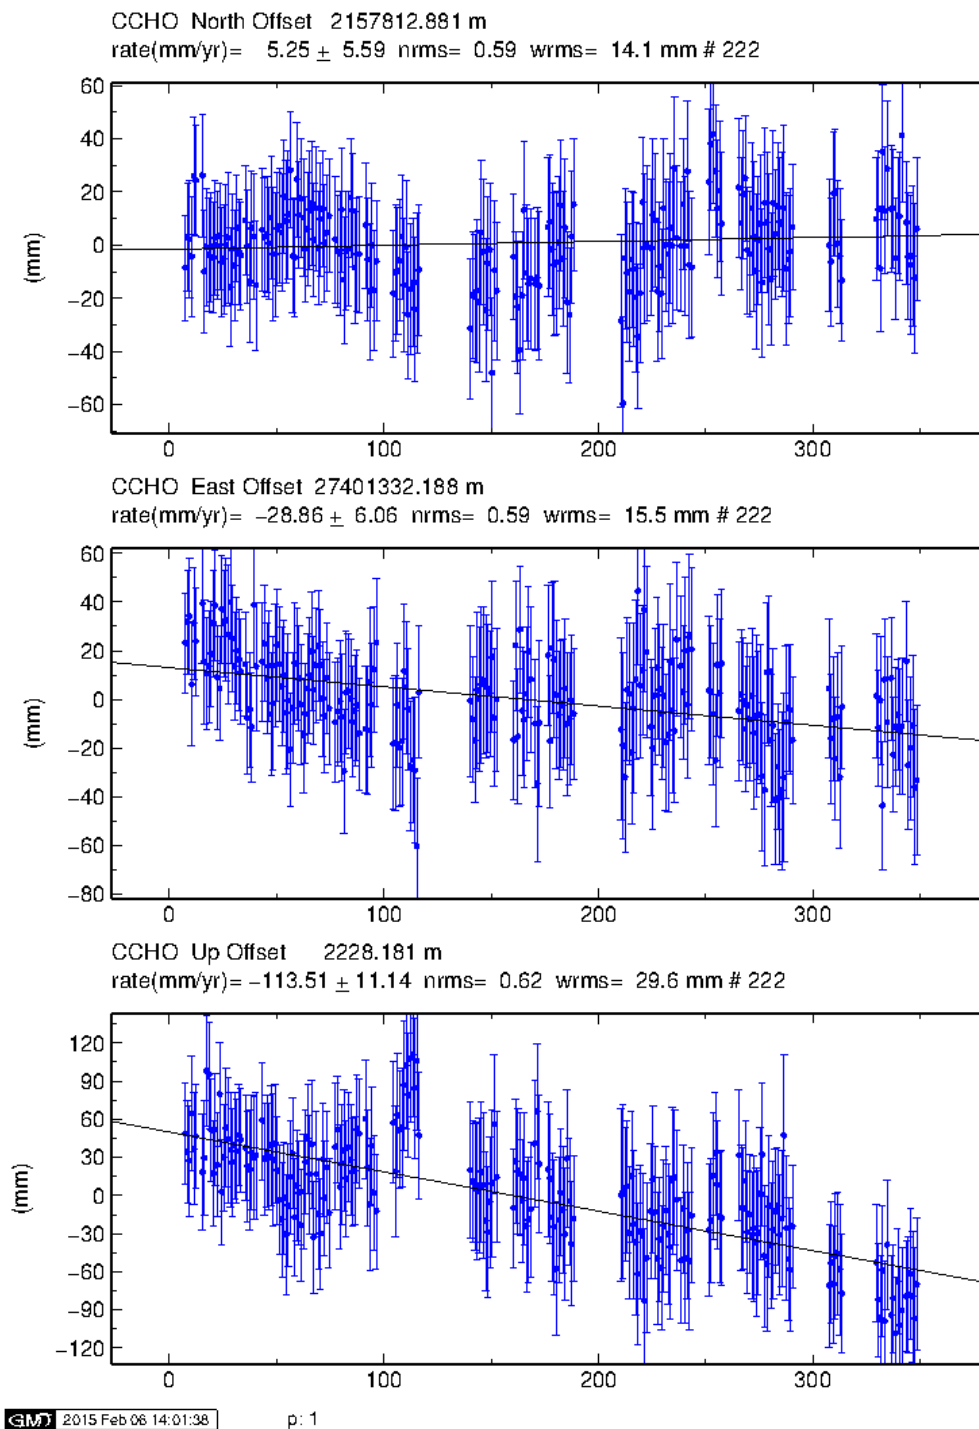 CCHO North Offset 2157812.881 m
rate(mm/yr)= 5.25 ± 5.59 nrms= 0.59 wrms= 14.1 mm # 222
60
40
20
0
−20
−40
−60
(mm)
0 100 200 300
CCHO East Offset 27401332.188 m
rate(mm/yr)= −28.86 ± 6.06 nrms= 0.59 wrms= 15.5 mm # 222
60
40
20
0
−20
−40
−60
−80
(mm)
0 100 200 300
CCHO Up Offset 2228.181 m
rate(mm/yr)= −113.51 ± 11.14 nrms= 0.62 wrms= 29.6 mm # 222
120
90
60
30
0
−30
−60
−90
−120
(mm)
0 100 200 300
GMT 2015 Feb 06 14:01:38 p: 1